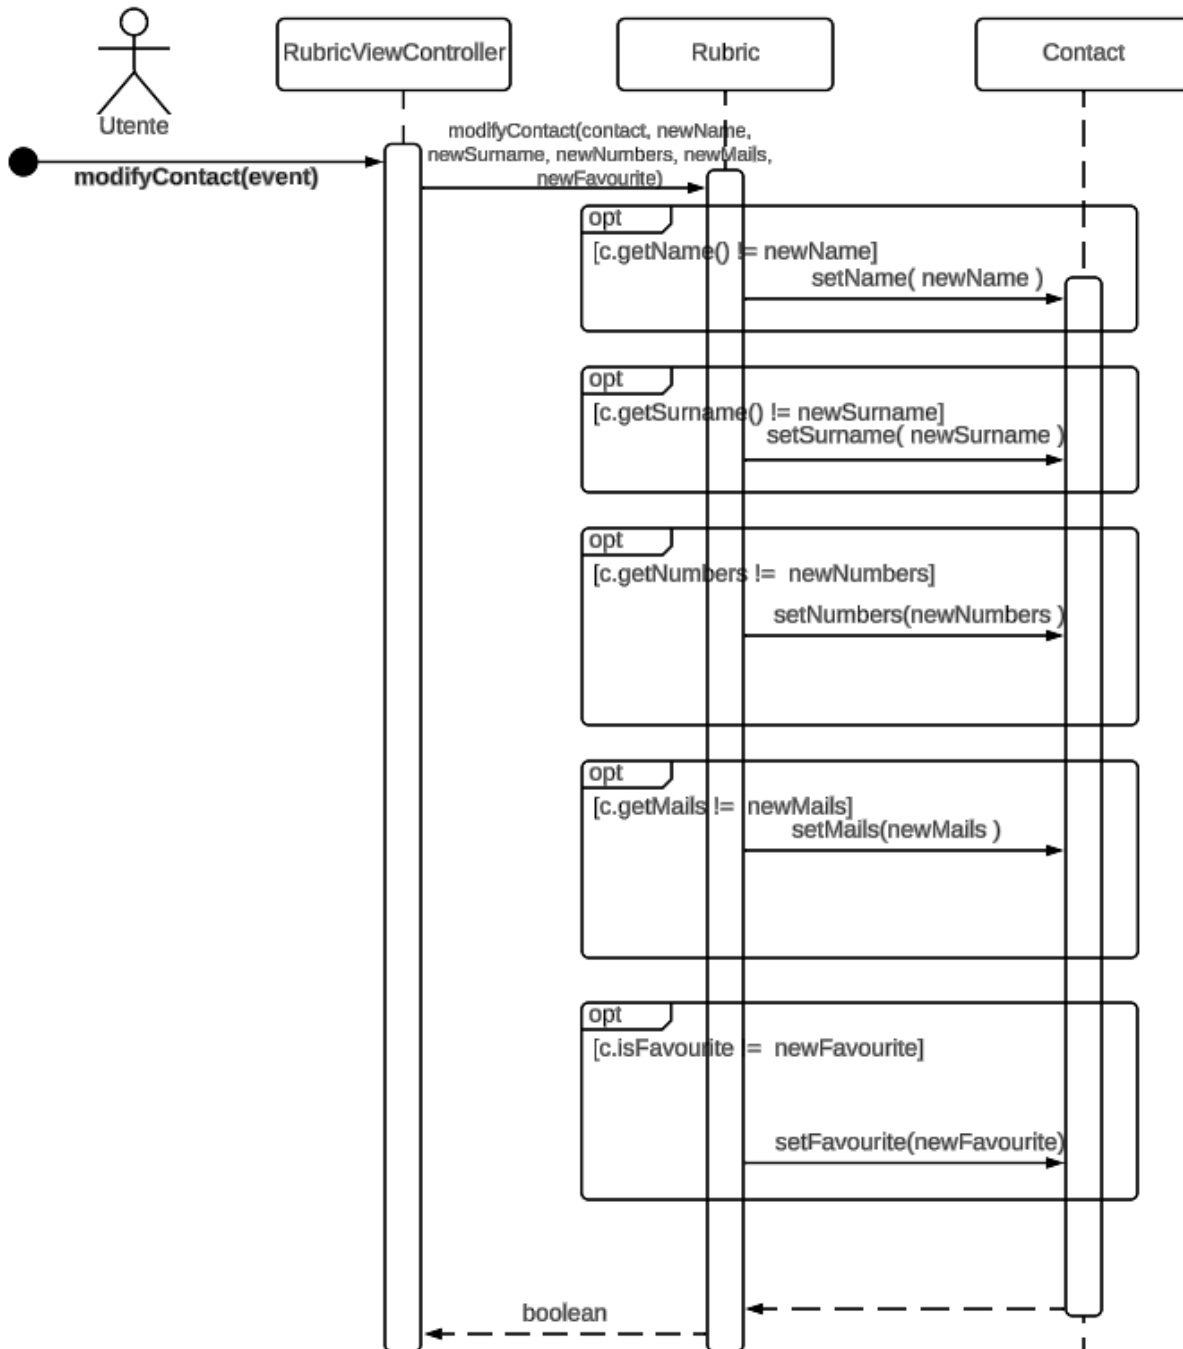 RubricViewController
Rubric
Contact
Utente
modifyContact(event)
modifyContact(contact, newName,
newSurname, newNumbers, newMails,
newFavourite)
opt
[c.getName() != newName]
setName( newName )
opt
[c.getSurname() != newSurname]
setSurname( newSurname )
opt
[c.getNumbers != newNumbers]
setNumbers(newNumbers )
opt
[c.getMails != newMails]
setMails(newMails )
opt
[c.isFavourite != newFavourite]
setFavourite(newFavourite)
boolean